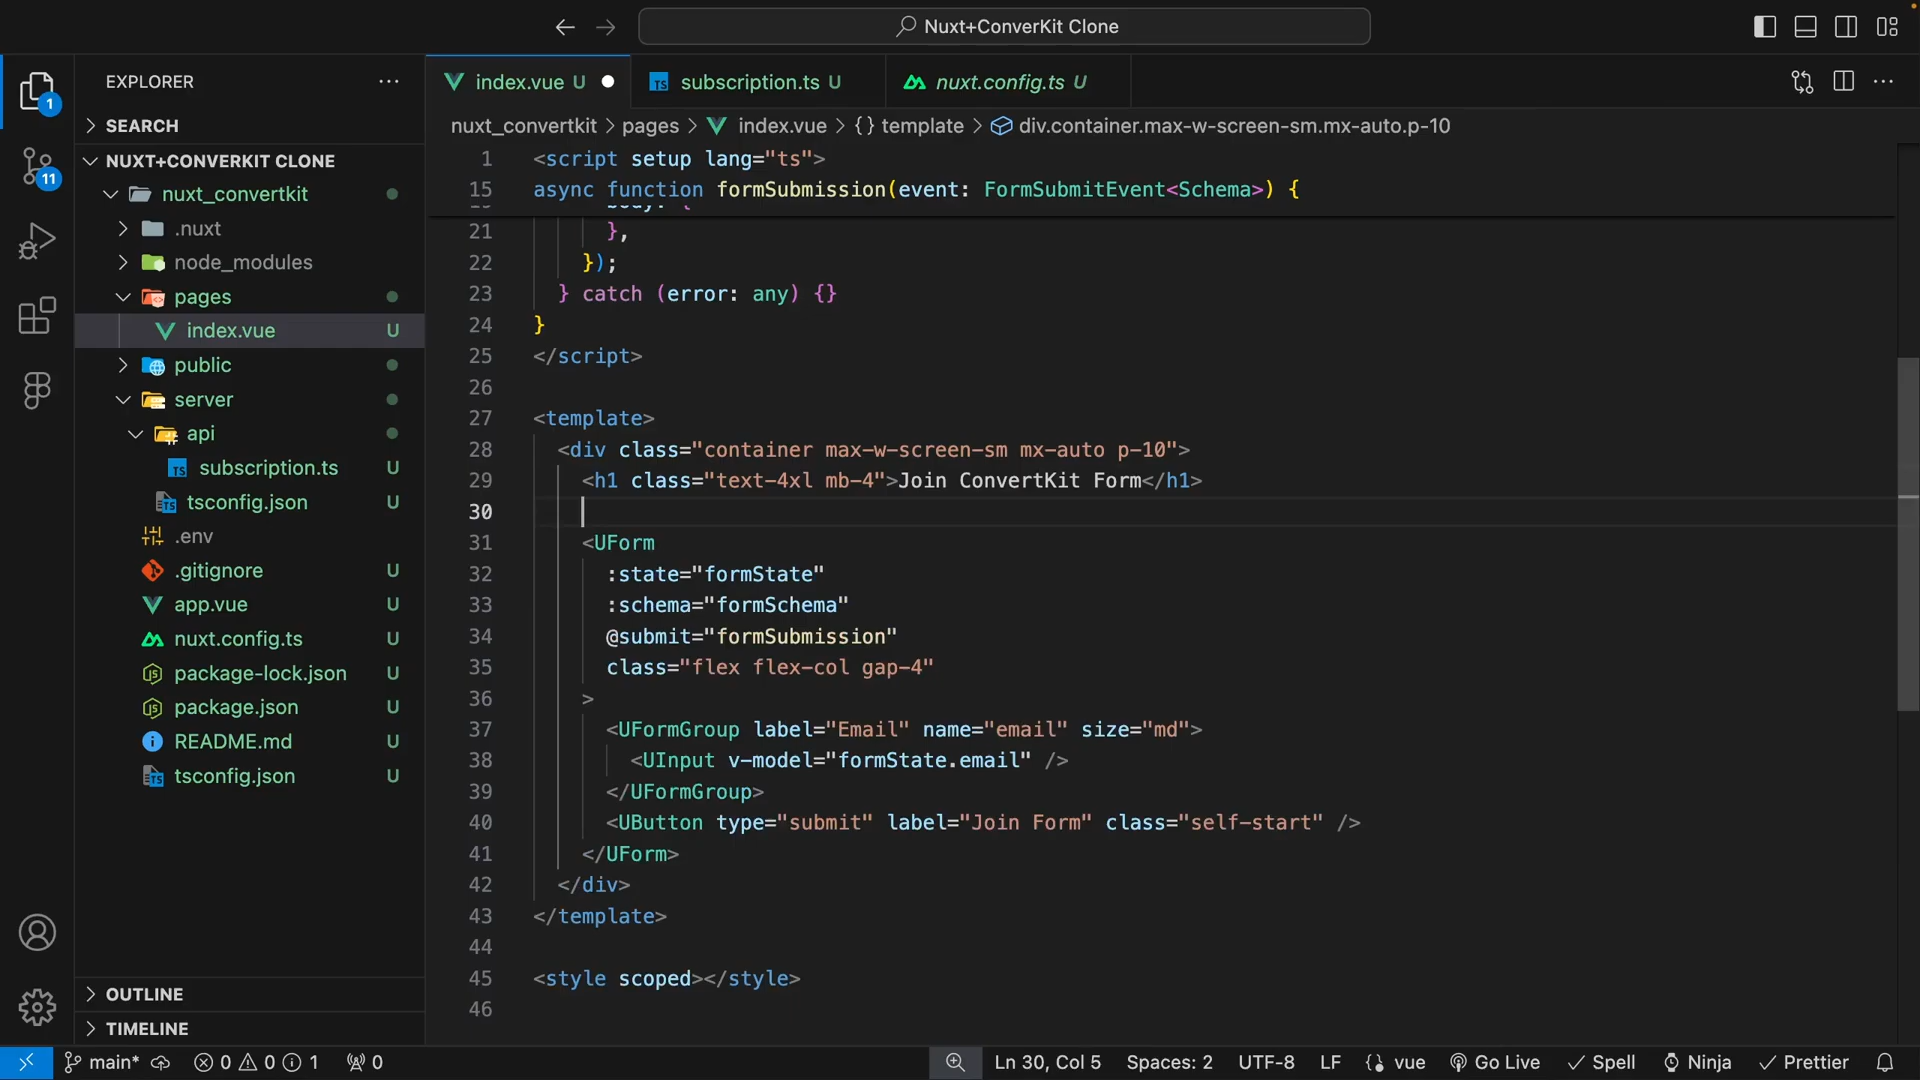 Nuxt+ConverKit Clone
EXPLORER
SEARCH
NUXT+CONVERKIT CLONE
nuxt_convertkit
.nuxt
node_modules
pages
index.vue U
public
server
api
subscription.ts U
tsconfig.json U
.env
.gitignore U
app.vue U
nuxt.config.ts U
package-lock.json U
package.json U
README.md U
tsconfig.json U
OUTLINE
TIMELINE
1
11
index.vue U
subscription.ts U
nuxt.config.ts U
nuxt_convertkit > pages > index.vue > {} template > div.container.max-w-screen-sm.mx-auto.p-10
1 <script setup lang="ts">
15 async function formSubmission(event: FormSubmitEvent<Schema>) {
body: {
21 },
22 });
23 } catch (error: any) {}
24 }
25 </script>
26
27 <template>
28 <div class="container max-w-screen-sm mx-auto p-10">
29 <h1 class="text-4xl mb-4">Join ConvertKit Form</h1>
30
31 <UForm
32 :state="formState"
33 :schema="formSchema"
34 @submit="formSubmission"
35 class="flex flex-col gap-4"
36 >
37 <UFormGroup label="Email" name="email" size="md">
38 <UInput v-model="formState.email" />
39 </UFormGroup>
40 <UButton type="submit" label="Join Form" class="self-start" />
41 </UForm>
42 </div>
43 </template>
44
45 <style scoped></style>
46
main* 0 0 1 0 Ln 30, Col 5 Spaces: 2 UTF-8 LF {} vue Go Live Spell Ninja Prettier